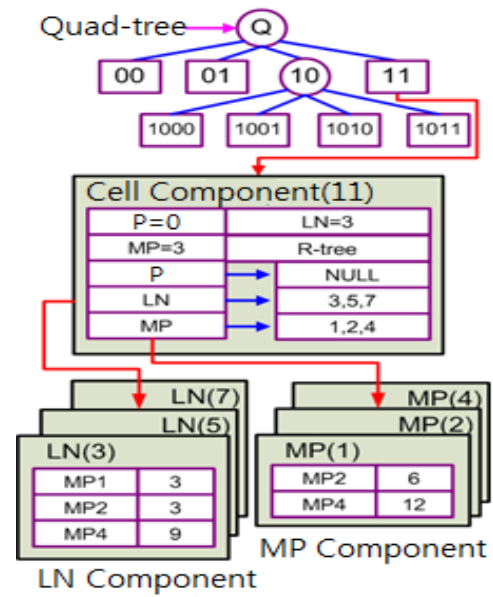 Quad-tree Q
00 01 10 11
1000 1001 1010 1011
Cell Component(11)
P=0 LN=3
MP=3 R-tree
P NULL
LN 3,5,7
MP 1,2,4
LN(7)
LN(5)
LN(3)
MP1 3
MP2 3
MP4 9
LN Component
MP(4)
MP(2)
MP(1)
MP2 6
MP4 12
MP Component